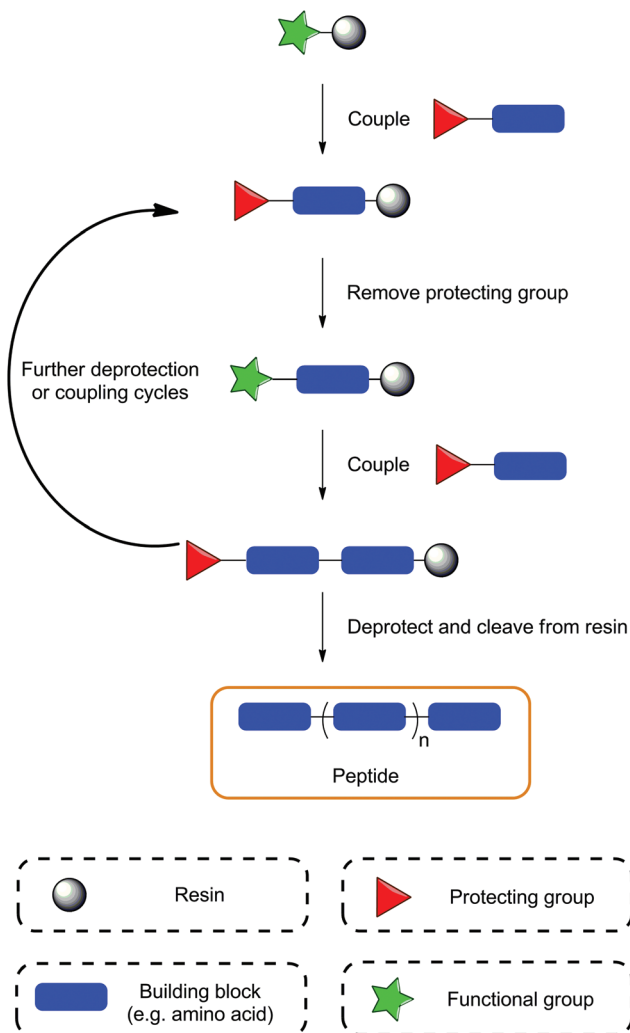 Couple
Remove protecting group
Further deprotection
or coupling cycles
Couple
Deprotect and cleave from resin
( ) n
Peptide
Resin
Protecting group
Building block
(e.g. amino acid)
Functional group